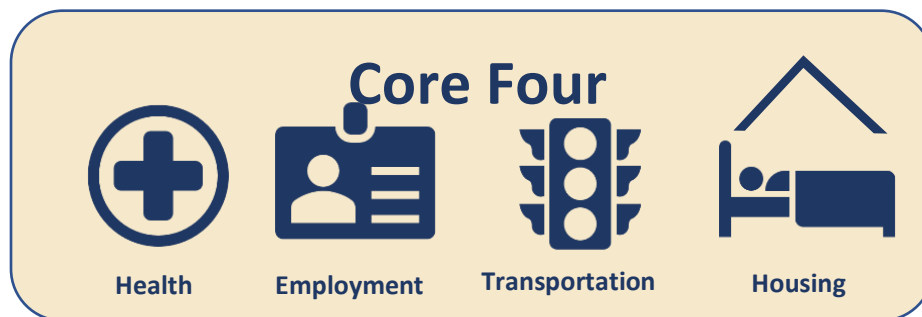 Core Four
Health
Employment
Transportation
Housing